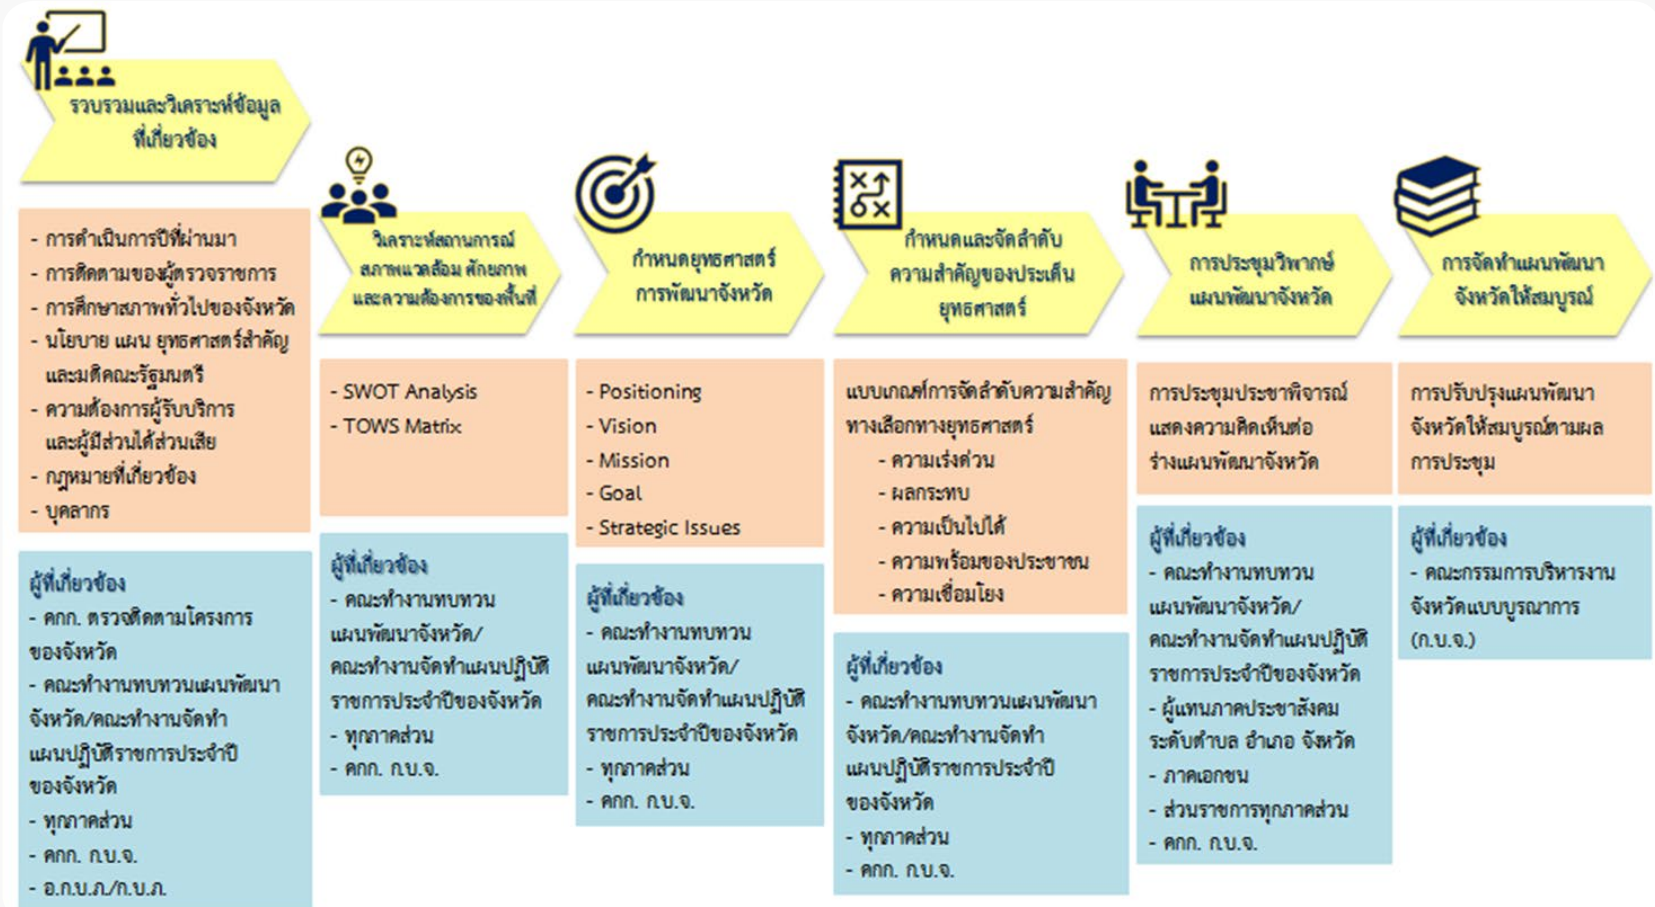 รวบรวมและวิเคราะห์ข้อมูล
ที่เกี่ยวข้อง
- การดำเนินการปีที่ผ่านมา
- การติดตามของผู้ตรวจราชการ
- การศึกษาสภาพทั่วไปของจังหวัด
- นโยบาย แผน ยุทธศาสตร์สำคัญ
และมติคณะรัฐมนตรี
- ความต้องการผู้รับบริการ
และผู้มีส่วนได้ส่วนเสีย
- กฎหมายที่เกี่ยวข้อง
- บุคลากร
ผู้ที่เกี่ยวข้อง
- คกก. ตรวจติดตามโครงการ
ของจังหวัด
- คณะทำงานทบทวนแผนพัฒนา
จังหวัด/คณะทำงานจัดทำ
แผนปฏิบัติราชการประจำปี
ของจังหวัด
- ทุกภาคส่วน
- คกก. ก.บ.จ.
- อ.ก.บ.ภ./ก.บ.ภ.
วิเคราะห์สถานการณ์
สภาพแวดล้อม ศักยภาพ
และความต้องการของพื้นที่
- SWOT Analysis
- TOWS Matrix
ผู้ที่เกี่ยวข้อง
- คณะทำงานทบทวน
แผนพัฒนาจังหวัด/
คณะทำงานจัดทำแผนปฏิบัติ
ราชการประจำปีของจังหวัด
- ทุกภาคส่วน
- คกก. ก.บ.จ.
กำหนดยุทธศาสตร์
การพัฒนาจังหวัด
- Positioning
- Vision
- Mission
- Goal
- Strategic Issues
ผู้ที่เกี่ยวข้อง
- คณะทำงานทบทวน
แผนพัฒนาจังหวัด/
คณะทำงานจัดทำแผนปฏิบัติ
ราชการประจำปีของจังหวัด
- ทุกภาคส่วน
- คกก. ก.บ.จ.
กำหนดและจัดลำดับ
ความสำคัญของประเด็น
ยุทธศาสตร์
แบบเกณฑ์การจัดลำดับความสำคัญ
ทางเลือกทางยุทธศาสตร์
- ความเร่งด่วน
- ผลกระทบ
- ความเป็นไปได้
- ความพร้อมของประชาชน
- ความเชื่อมโยง
ผู้ที่เกี่ยวข้อง
- คณะทำงานทบทวนแผนพัฒนา
จังหวัด/คณะทำงานจัดทำ
แผนปฏิบัติราชการประจำปี
ของจังหวัด
- ทุกภาคส่วน
- คกก. ก.บ.จ.
การประชุมวิพากษ์
แผนพัฒนาจังหวัด
การประชุมประชาพิจารณ์
แสดงความคิดเห็นต่อ
ร่างแผนพัฒนาจังหวัด
ผู้ที่เกี่ยวข้อง
- คณะทำงานทบทวน
แผนพัฒนาจังหวัด/
คณะทำงานจัดทำแผนปฏิบัติ
ราชการประจำปีของจังหวัด
- ผู้แทนภาคประชาสังคม
ระดับตำบล อำเภอ จังหวัด
- ภาคเอกชน
- ส่วนราชการทุกภาคส่วน
- คกก. ก.บ.จ.
การจัดทำแผนพัฒนา
จังหวัดให้สมบูรณ์
การปรับปรุงแผนพัฒนา
จังหวัดให้สมบูรณ์ตามผล
การประชุม
ผู้ที่เกี่ยวข้อง
- คณะกรรมการบริหารงาน
จังหวัดแบบบูรณาการ
(ก.บ.จ.)